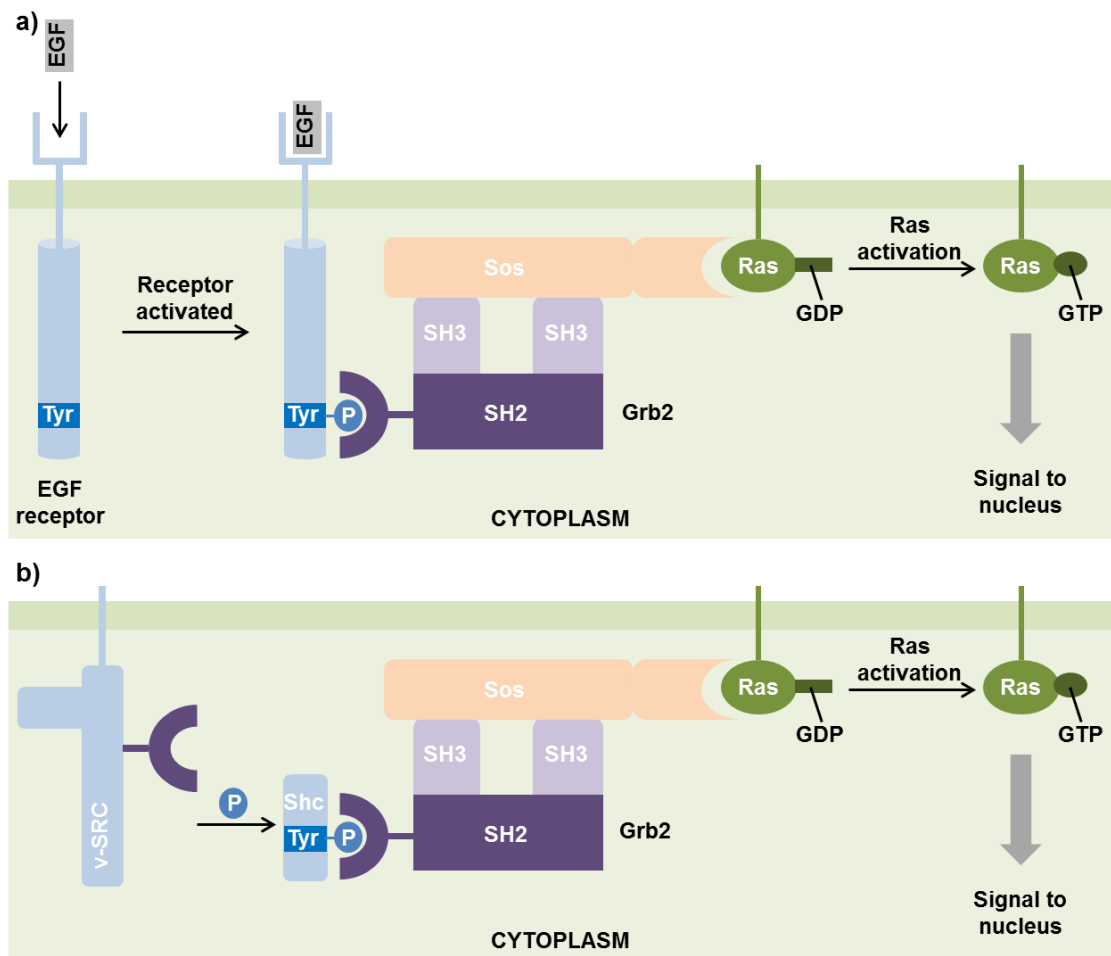 a)
EGF
EGF
Receptor
activated
Tyr
EGF
receptor
Tyr
P
Sos
SH3
SH3
SH2
Grb2
Ras
GDP
Ras
activation
Ras
GTP
Signal to
nucleus
CYTOPLASM
b)
v-SRC
P
Shc
Tyr
P
Sos
SH3
SH3
SH2
Grb2
Ras
GDP
Ras
activation
Ras
GTP
Signal to
nucleus
CYTOPLASM